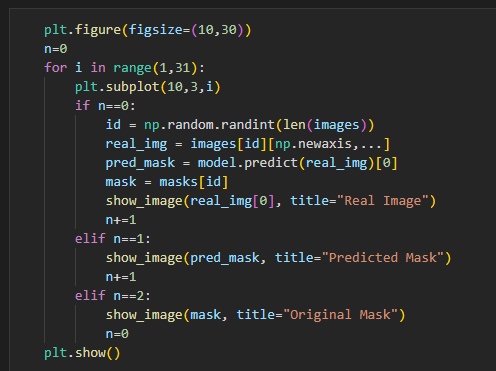 plt.figure(figsize=(10,30))
n=0
for i in range(1,31):
    plt.subplot(10,3,i)
    if n==0:
        id = np.random.randint(len(images))
        real_img = images[id][np.newaxis,...]
        pred_mask = model.predict(real_img)[0]
        mask = masks[id]
        show_image(real_img[0], title="Real Image")
        n+=1
    elif n==1:
        show_image(pred_mask, title="Predicted Mask")
        n+=1
    elif n==2:
        show_image(mask, title="Original Mask")
        n=0
plt.show()